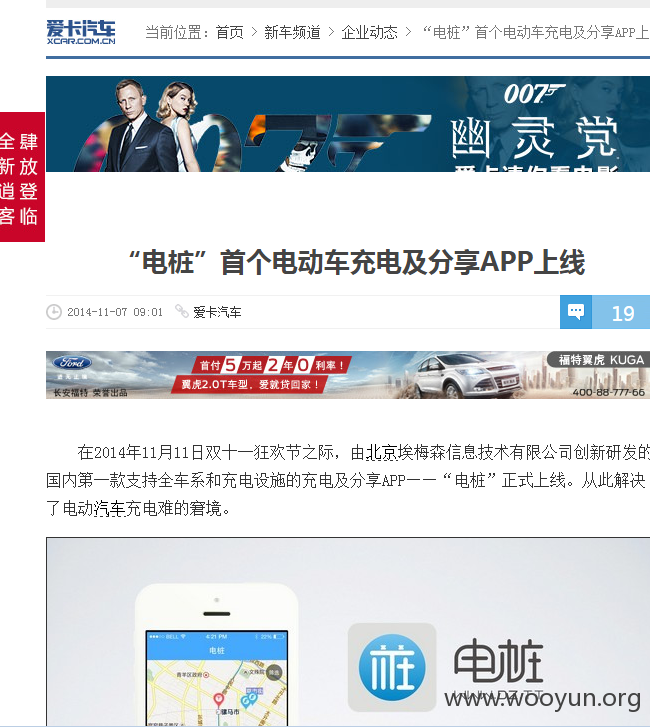 爱卡汽车
XCAR.COM.CN
当前位置：首页 > 新车频道 > 企业动态 > “电桩”首个电动车充电及分享APP上
007
幽灵党
爱卡请你看电影
全新逍客
肆放登临
“电桩”首个电动车充电及分享APP上线
2014-11-07 09:01 爱卡汽车
19
Ford
长安福特 荣誉出品
首付5万起2年0利率！
翼虎2.0T车型，爱就贷回家！
福特翼虎 KUGA
400-88-777-66
在2014年11月11日双十一狂欢节之际，由北京埃梅森信息技术有限公司创新研发的
国内第一款支持全车系和充电设施的充电及分享APP——“电桩”正式上线。从此解决
了电动汽车充电难的窘境。
BELL 4:21 PM 22%
电桩
电桩
www.wooyun.org